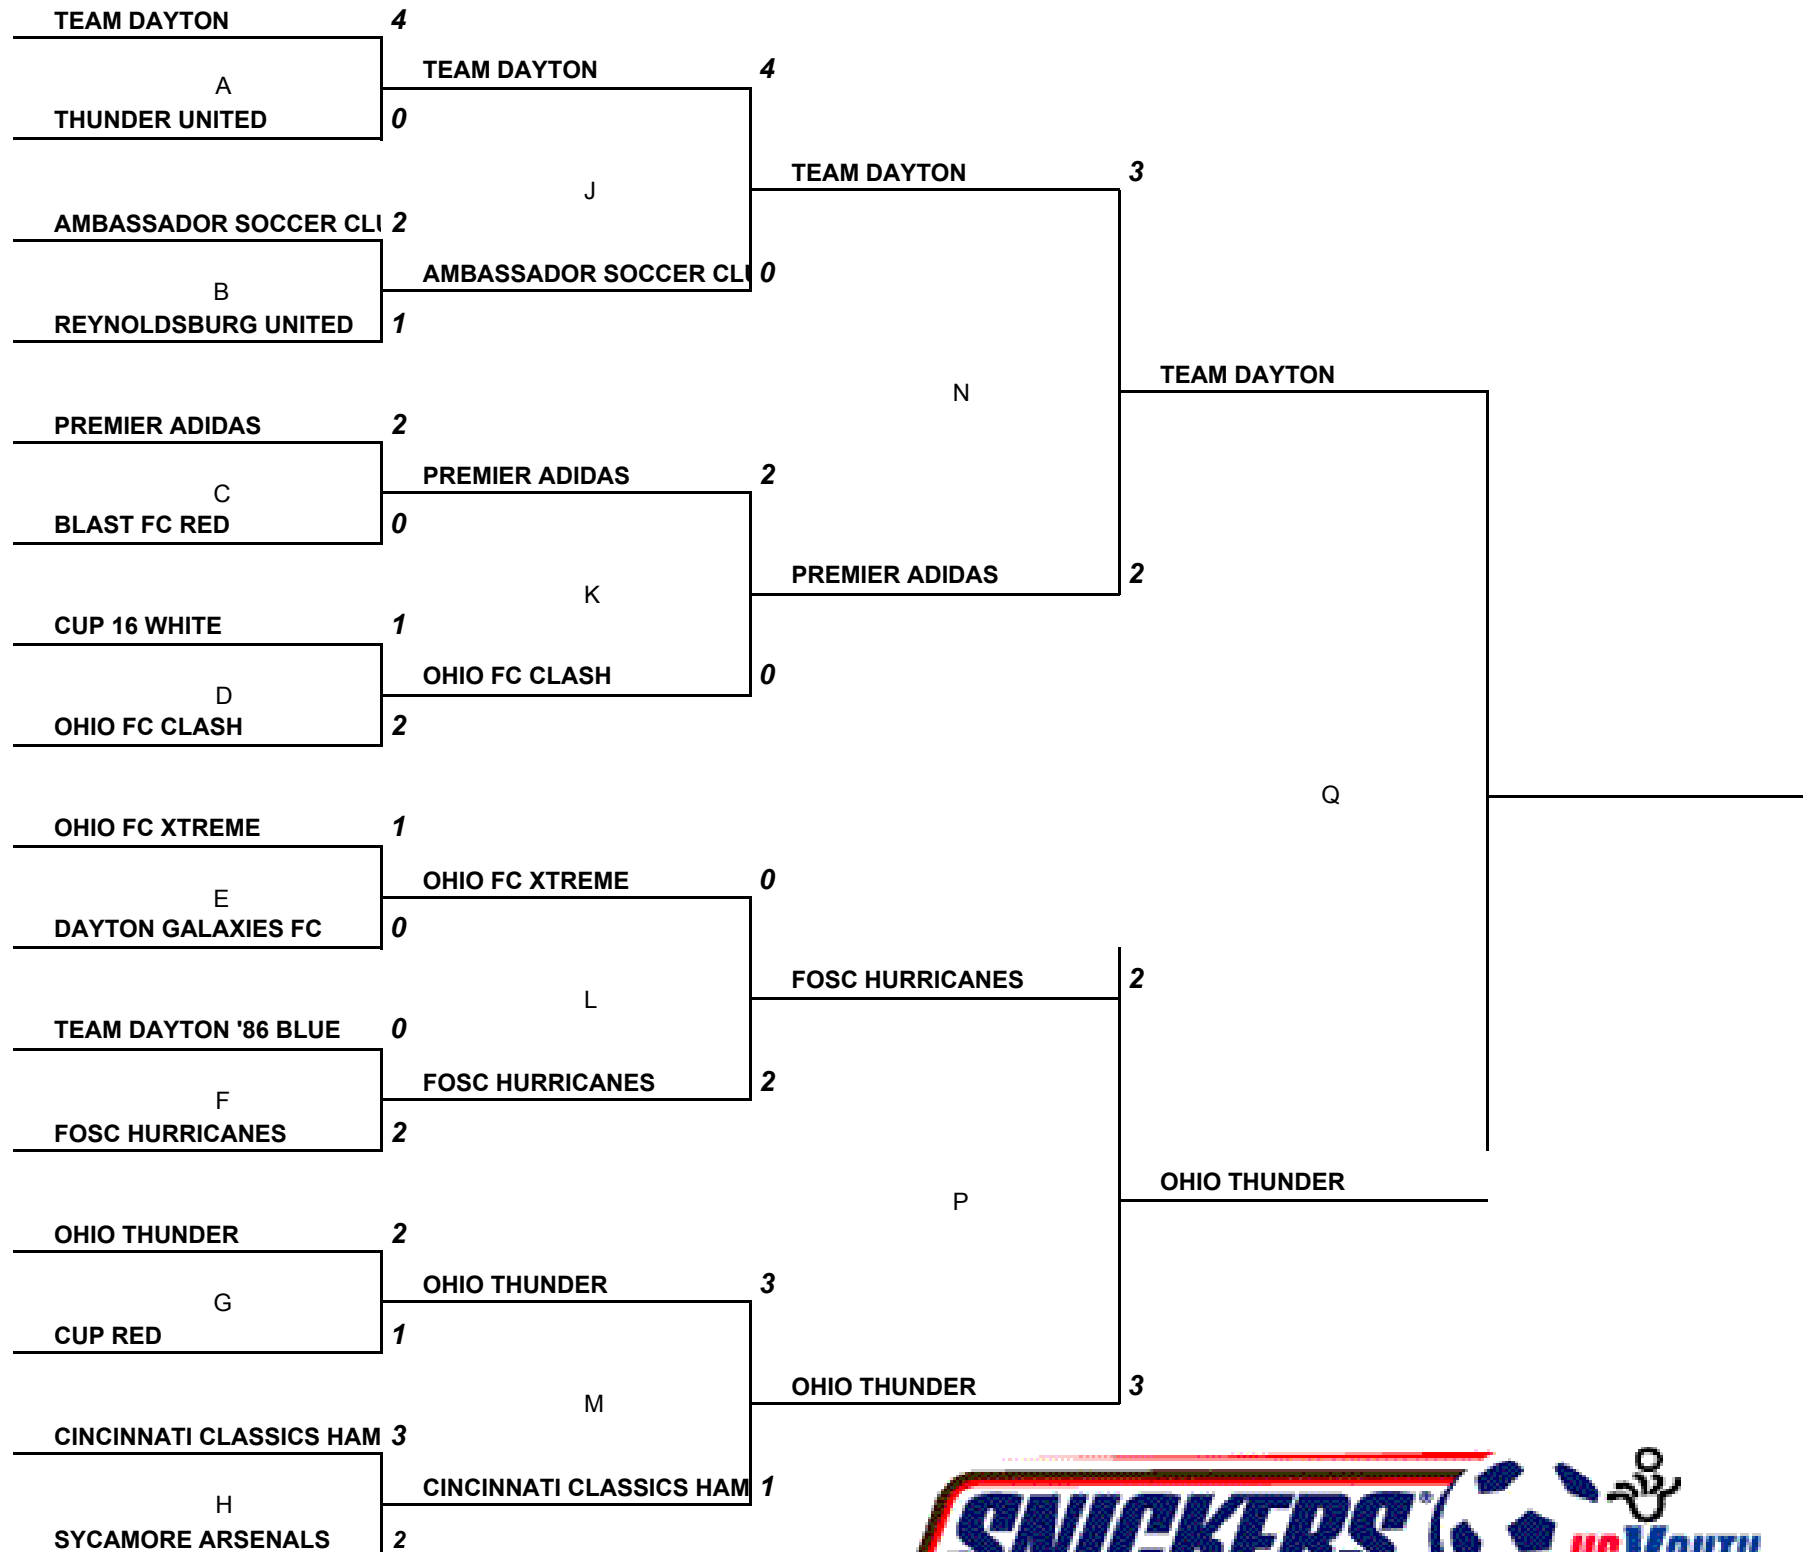 TEAM DAYTON 4
TEAM DAYTON 4
A
THUNDER UNITED 0
TEAM DAYTON 3
J
AMBASSADOR SOCCER CLU 2
AMBASSADOR SOCCER CLU 0
B
REYNOLDSBURG UNITED 1
TEAM DAYTON
N
PREMIER ADIDAS 2
PREMIER ADIDAS 2
C
BLAST FC RED 0
PREMIER ADIDAS 2
K
CUP 16 WHITE 1
OHIO FC CLASH 0
D
OHIO FC CLASH 2
Q
OHIO FC XTREME 1
OHIO FC XTREME 0
E
DAYTON GALAXIES FC 0
FOSC HURRICANES 2
L
TEAM DAYTON '86 BLUE 0
FOSC HURRICANES 2
F
FOSC HURRICANES 2
OHIO THUNDER
P
OHIO THUNDER 2
OHIO THUNDER 3
G
CUP RED 1
OHIO THUNDER 3
M
CINCINNATI CLASSICS HAM 3
CINCINNATI CLASSICS HAM 1
H
SYCAMORE ARSENALS 2
SNICKERS®
US YOUTH